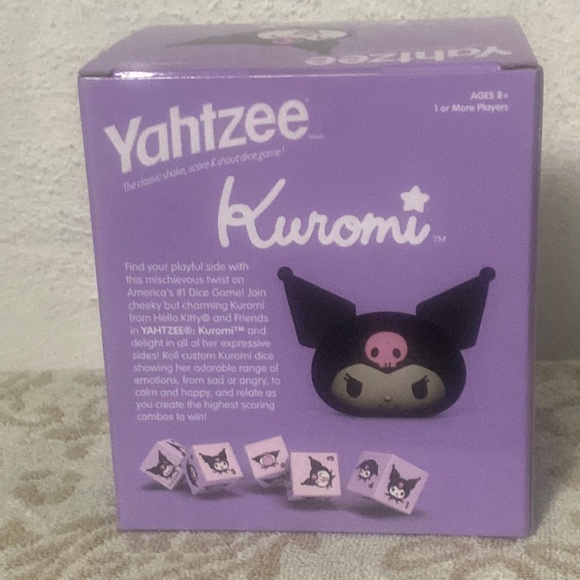 Yahtzee
Yahtzee
The classic shake, score & shout dice game!
AGES 8+
1 or More Players
Kuromi™
Find your playful side with
this mischievous twist on
America's #1 Dice Game! Join
cheeky but charming Kuromi
from Hello Kitty® and Friends
in YAHTZEE®: Kuromi™ and
delight in all of her expressive
sides! Roll custom Kuromi dice
showing her adorable range of
emotions, from sad or angry, to
calm and happy, and relate as
you create the highest scoring
combos to win!